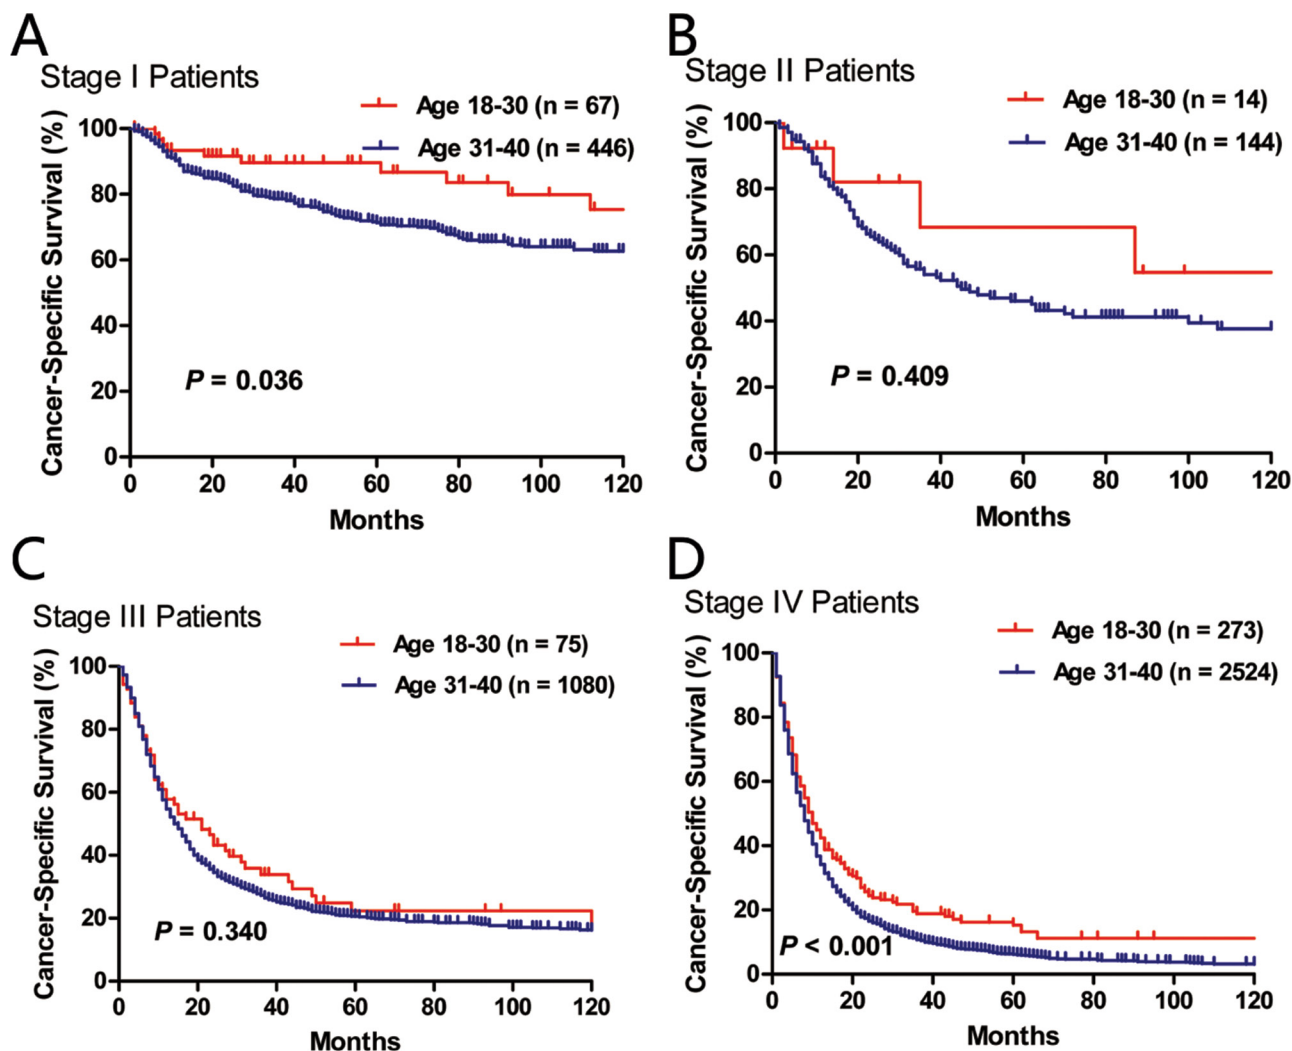 A
Stage I Patients
Age 18-30 (n = 67)
Age 31-40 (n = 446)
Cancer-Specific Survival (%)
100
80
60
40
20
0
P = 0.036
0 20 40 60 80 100 120
Months
B
Stage II Patients
Age 18-30 (n = 14)
Age 31-40 (n = 144)
Cancer-Specific Survival (%)
100
80
60
40
20
0
P = 0.409
0 20 40 60 80 100 120
Months
C
Stage III Patients
Age 18-30 (n = 75)
Age 31-40 (n = 1080)
Cancer-Specific Survival (%)
100
80
60
40
20
0
P = 0.340
0 20 40 60 80 100 120
Months
D
Stage IV Patients
Age 18-30 (n = 273)
Age 31-40 (n = 2524)
Cancer-Specific Survival (%)
100
80
60
40
20
0
P < 0.001
0 20 40 60 80 100 120
Months